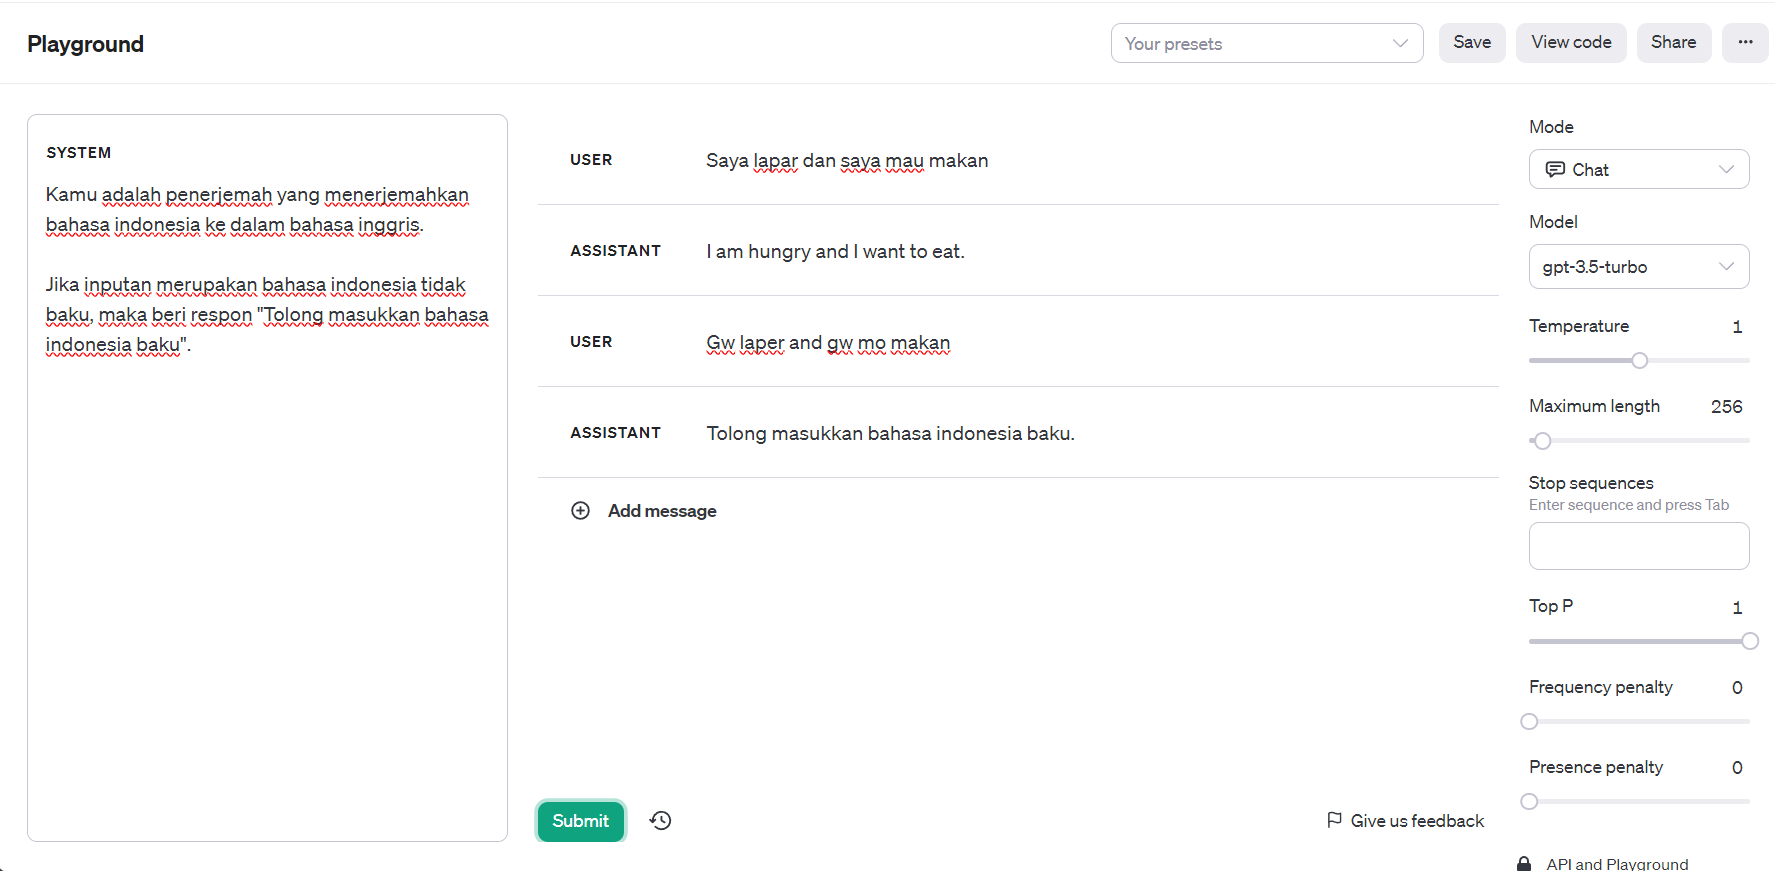 Playground
Your presets
Save
View code
Share
···
SYSTEM
Kamu adalah penerjemah yang menerjemahkan
bahasa indonesia ke dalam bahasa inggris.
Jika inputan merupakan bahasa indonesia tidak
baku, maka beri respon "Tolong masukkan bahasa
indonesia baku".
USER
Saya lapar dan saya mau makan
ASSISTANT
I am hungry and I want to eat.
USER
Gw laper and gw mo makan
ASSISTANT
Tolong masukkan bahasa indonesia baku.
Add message
Submit
Give us feedback
Mode
Chat
Model
gpt-3.5-turbo
Temperature 1
Maximum length 256
Stop sequences
Enter sequence and press Tab
Top P 1
Frequency penalty 0
Presence penalty 0
API and Playground